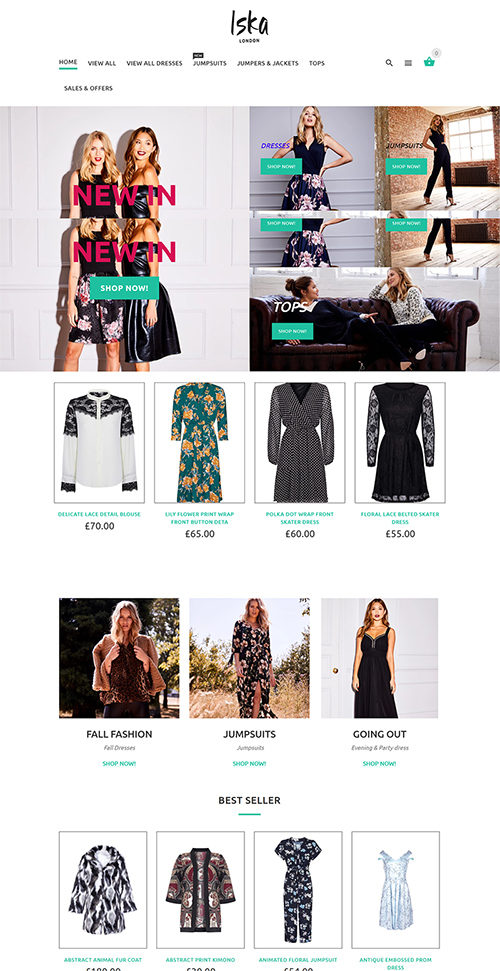 Iska
LONDON
0
NEW
HOME VIEW ALL VIEW ALL DRESSES JUMPSUITS JUMPERS & JACKETS TOPS
SALES & OFFERS
NEW IN
DRESSES
SHOP NOW!
JUMPSUITS
SHOP NOW!
NEW IN
SHOP NOW!
SHOP NOW!
SHOP NOW!
TOPS
SHOP NOW!
DELICATE LACE DETAIL BLOUSE
£70.00
LILY FLOWER PRINT WRAP
FRONT BUTTON DETA
£65.00
POLKA DOT WRAP FRONT
SKATER DRESS
£60.00
FLORAL LACE BELTED SKATER
DRESS
£55.00
FALL FASHION
Fall Dresses
SHOP NOW!
JUMPSUITS
Jumpsuits
SHOP NOW!
GOING OUT
Evening & Party dress
SHOP NOW!
BEST SELLER
ABSTRACT ANIMAL FUR COAT
ABSTRACT PRINT KIMONO
ANIMATED FLORAL JUMPSUIT
ANTIQUE EMBOSSED PROM
DRESS